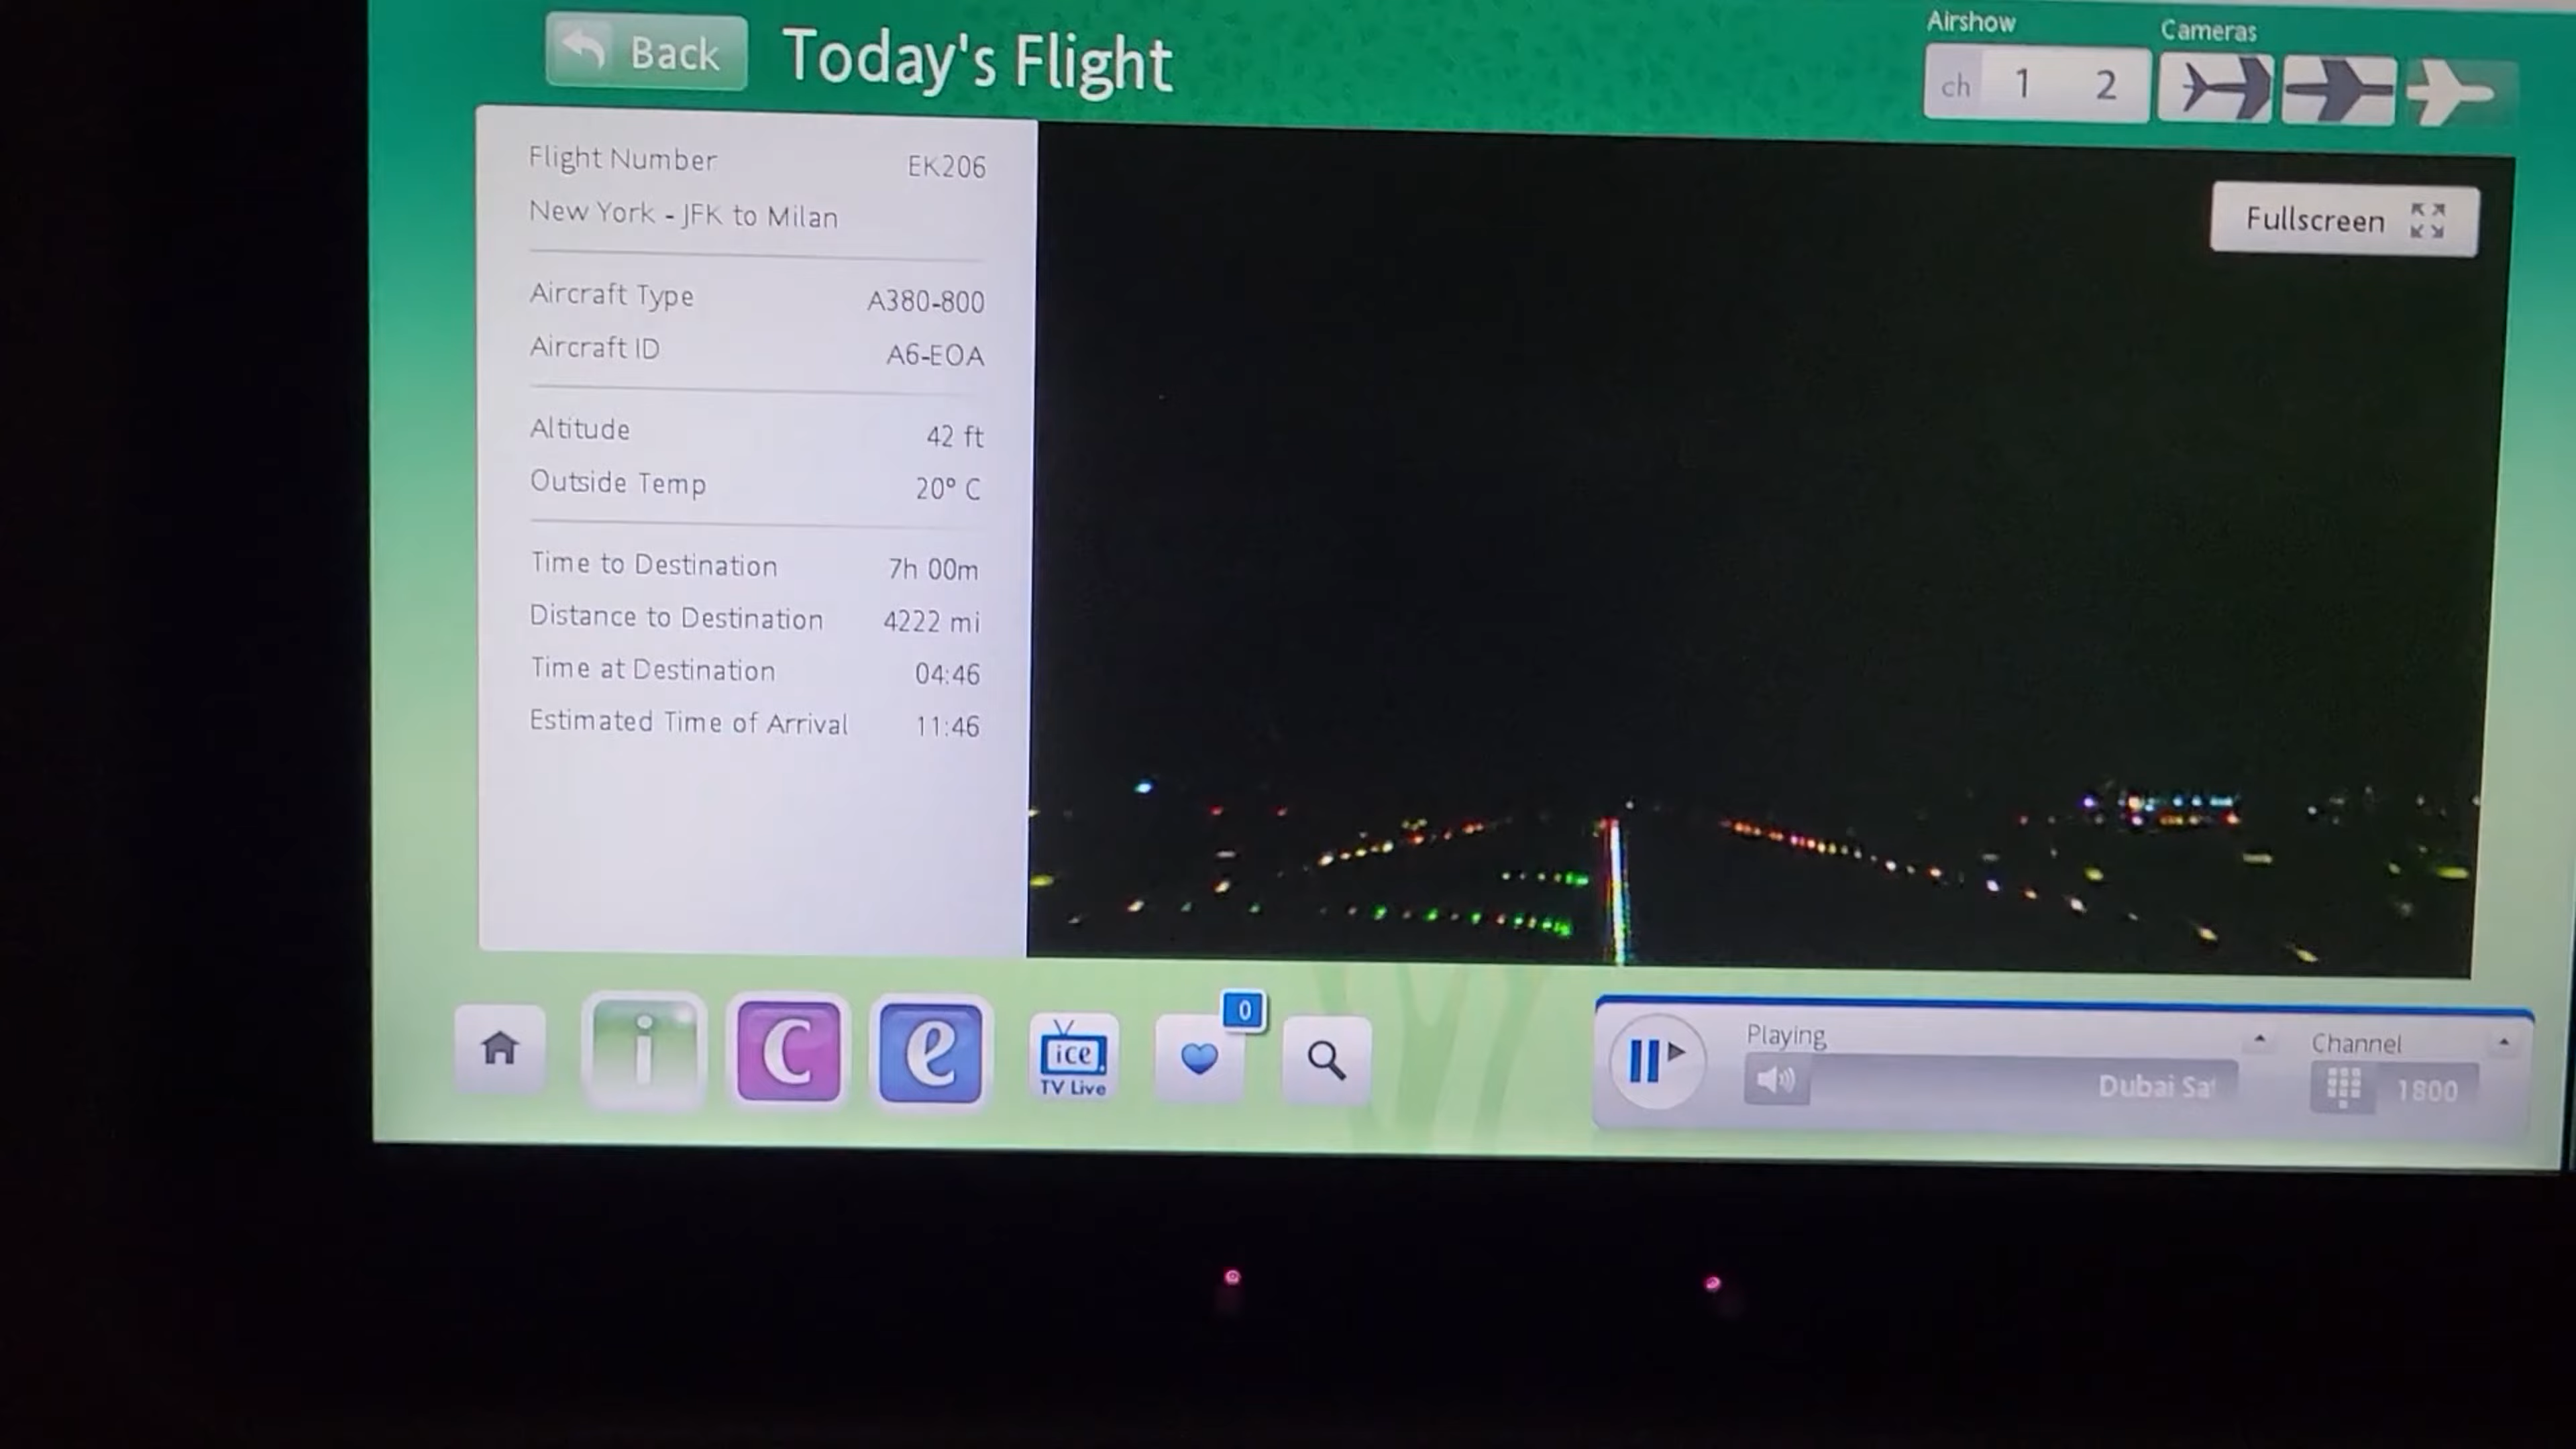 Back
Today's Flight
Airshow
ch 1 2
Cameras
Flight Number EK206
New York - JFK to Milan
Aircraft Type A380-800
Aircraft ID A6-EOA
Altitude 42 ft
Outside Temp 20° C
Time to Destination 7h 00m
Distance to Destination 4222 mi
Time at Destination 04:46
Estimated Time of Arrival 11:46
Fullscreen
i
C
e
ice
TV Live
0
Playing
Dubai Sa
Channel
1800